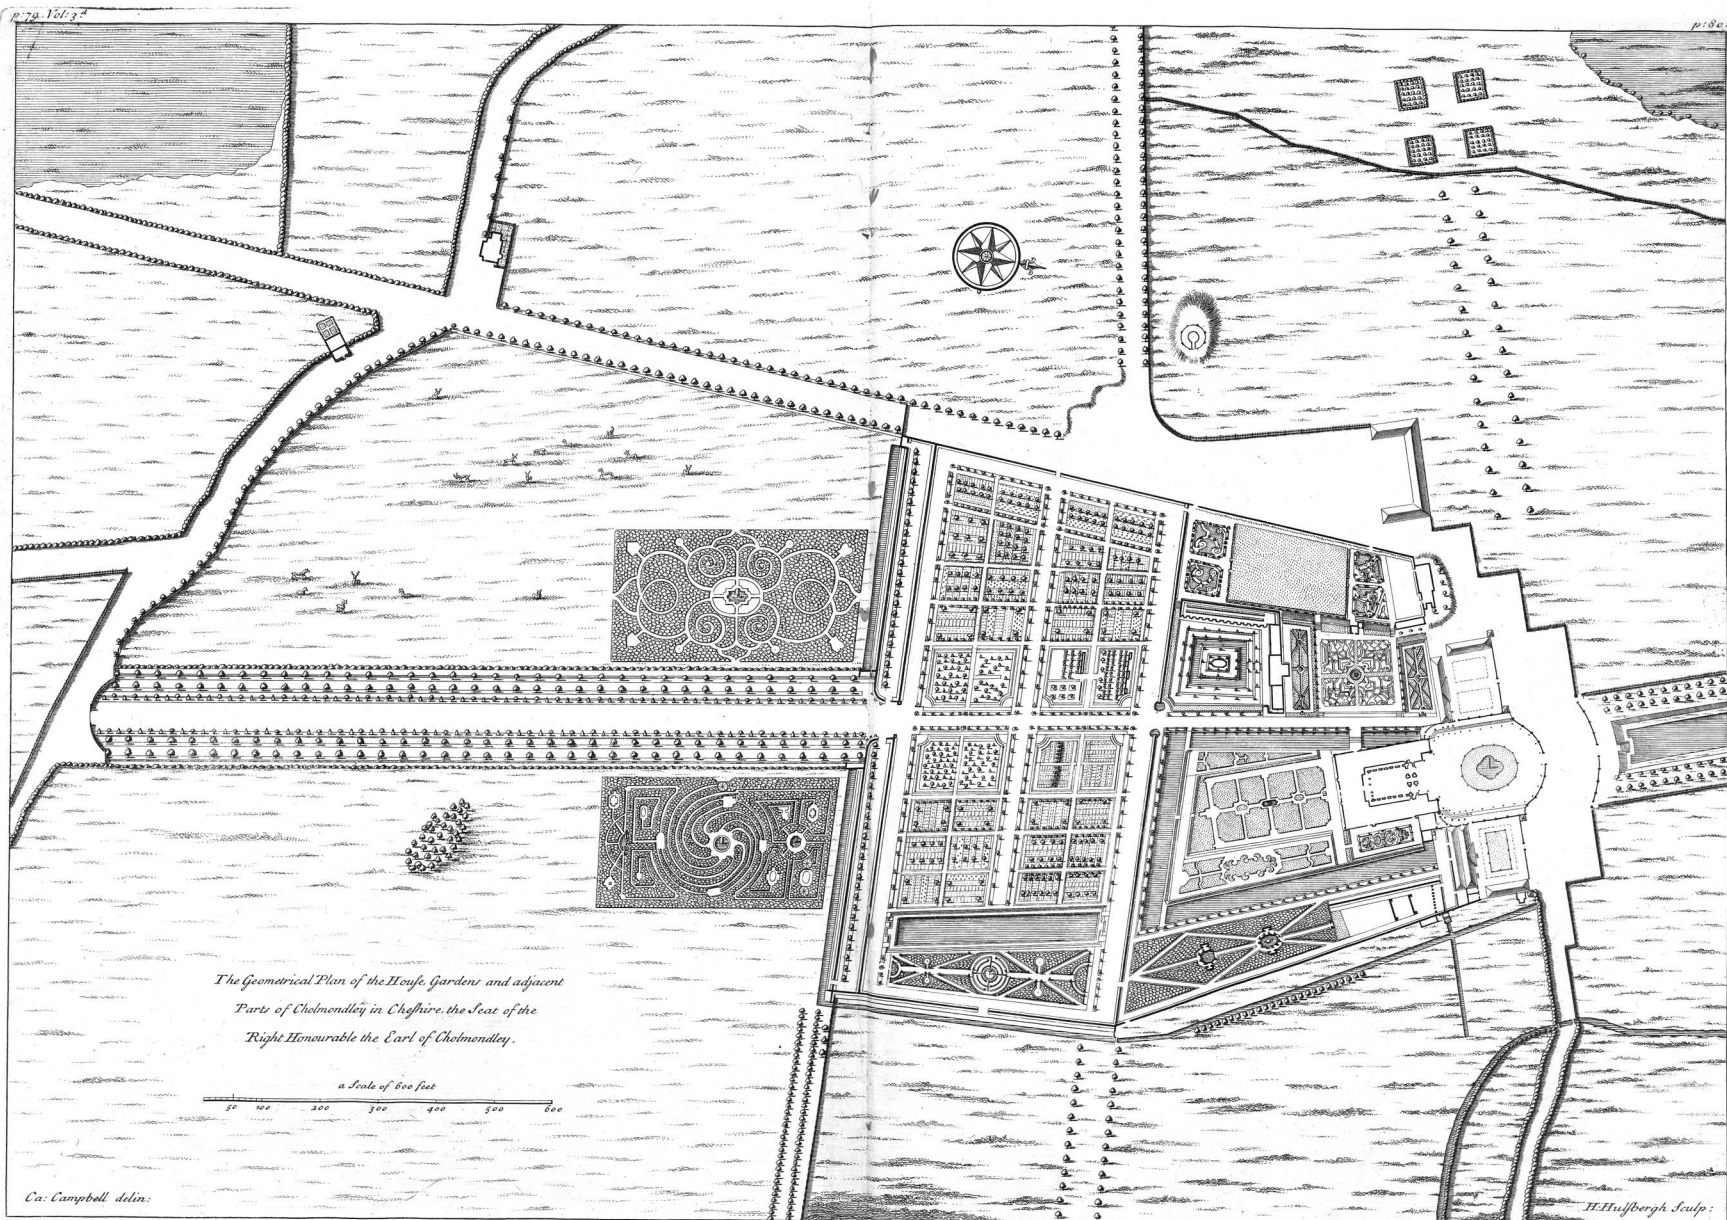 p: 79. Vol: 3.d
p: 80.
The Geometrical Plan of the Houſe, Gardens and adjacent
Parts of Cholmondley in Cheſhire, the Seat of the
Right Honourable the Earl of Cholmondley.
a Scale of 600 feet
50 100 200 300 400 500 600
Ca: Campbell delin:
H: Hulſbergh Sculp: